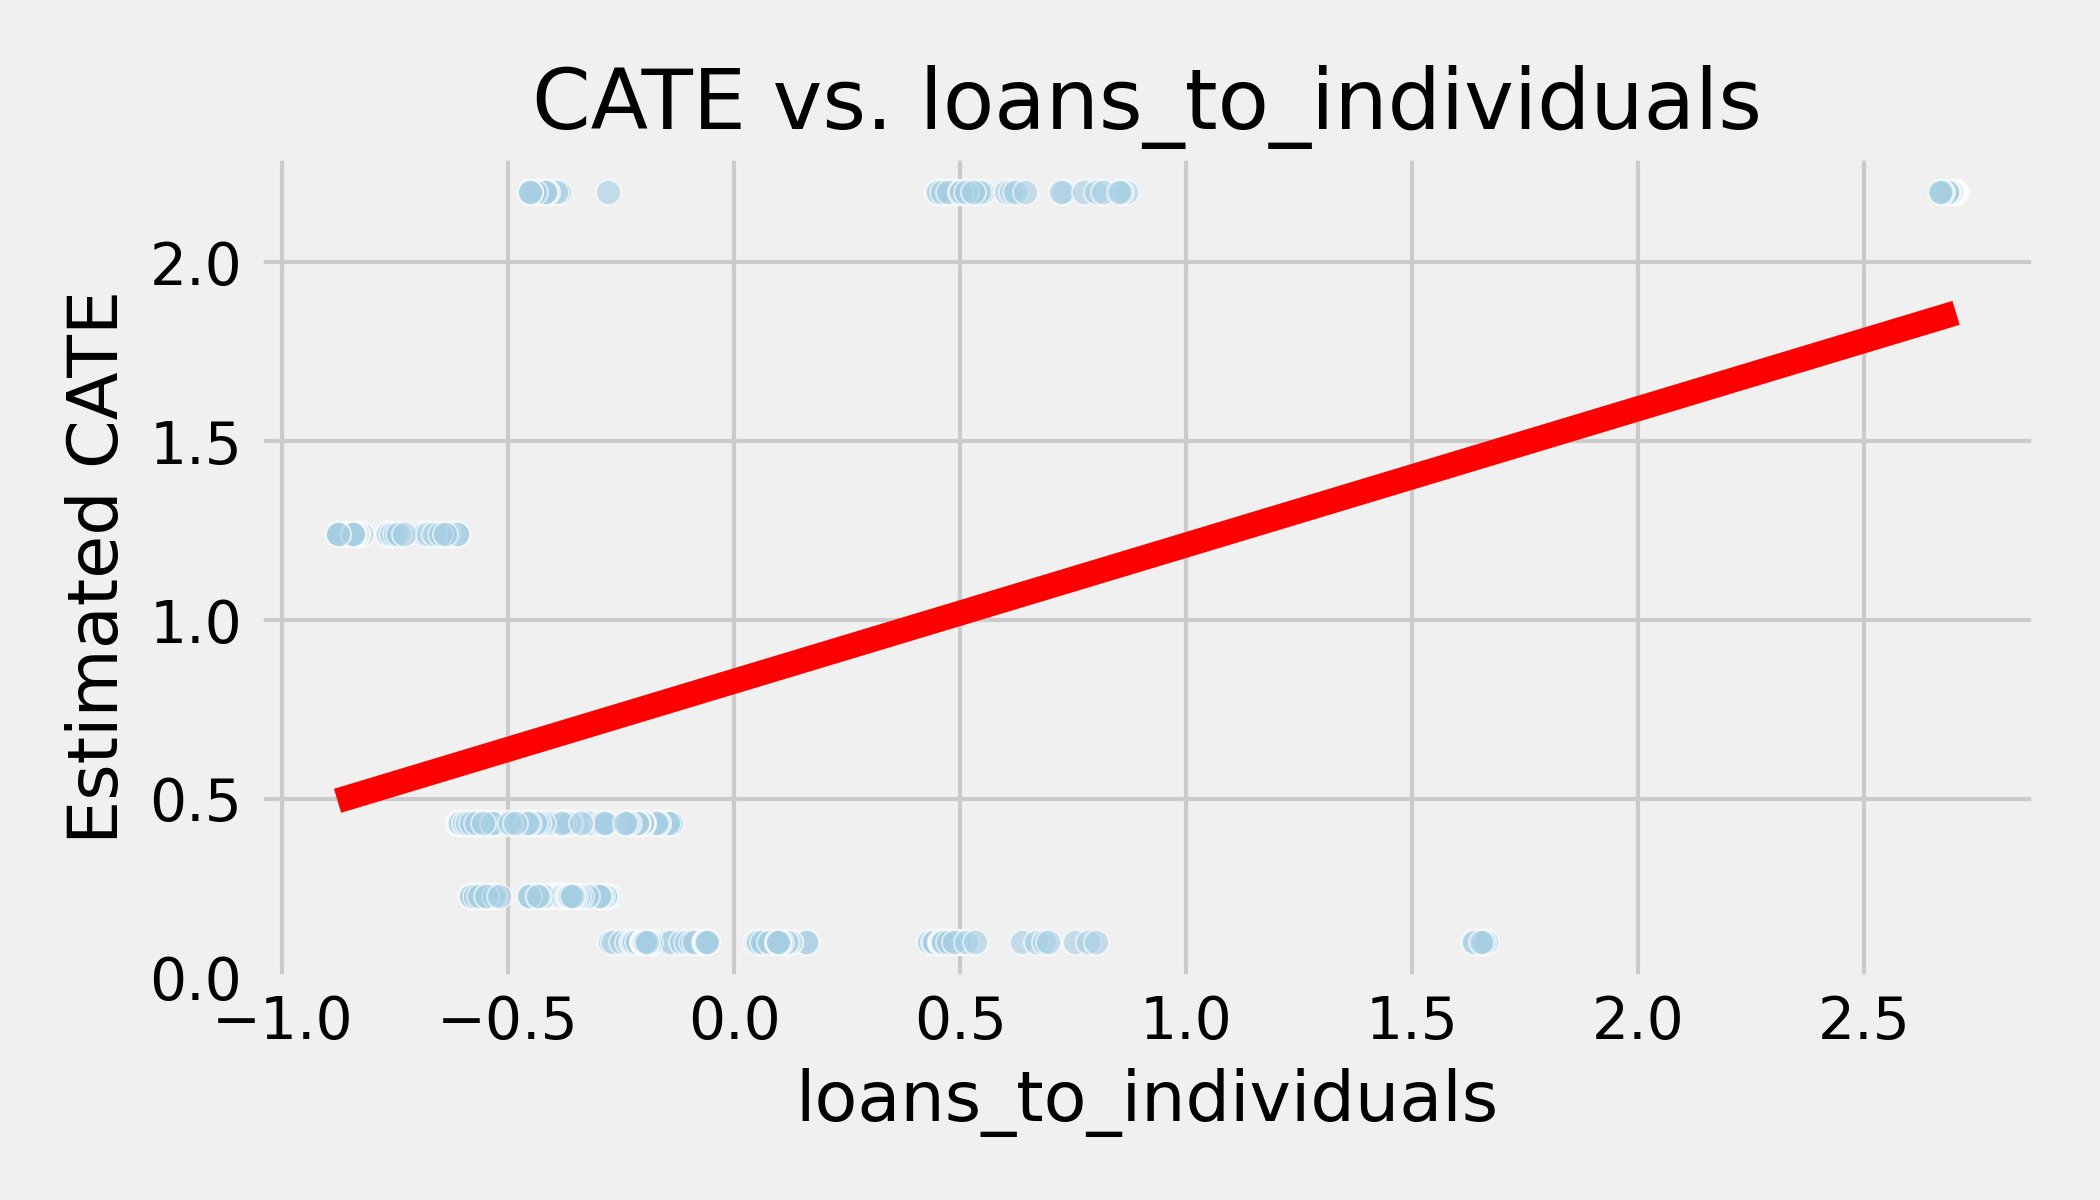 CATE vs. loans_to_individuals
Estimated CATE
2.0
1.5
1.0
0.5
0.0
−1.0 −0.5 0.0 0.5 1.0 1.5 2.0 2.5
loans_to_individuals